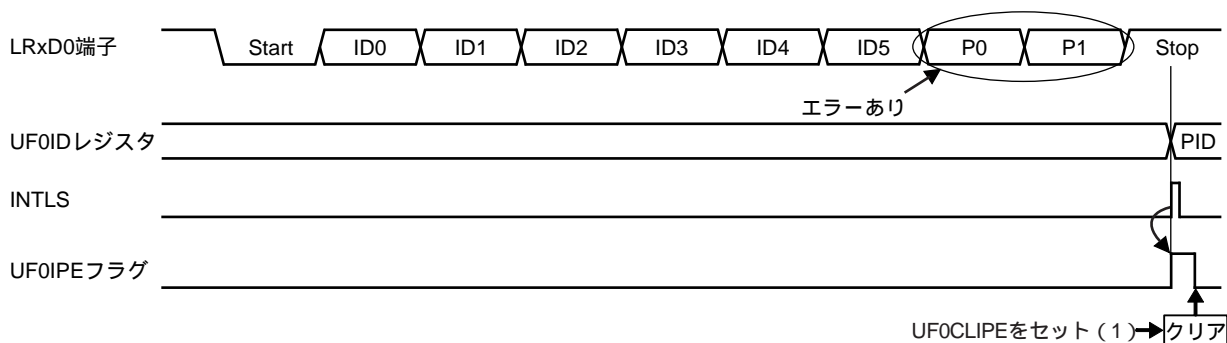 LRxD0端子 Start ID0 ID1 ID2 ID3 ID4 ID5 P0 P1 Stop
エラーあり
UF0IDレジスタ PID
INTLS
UF0IPEフラグ
UF0CLIPEをセット（1） クリア